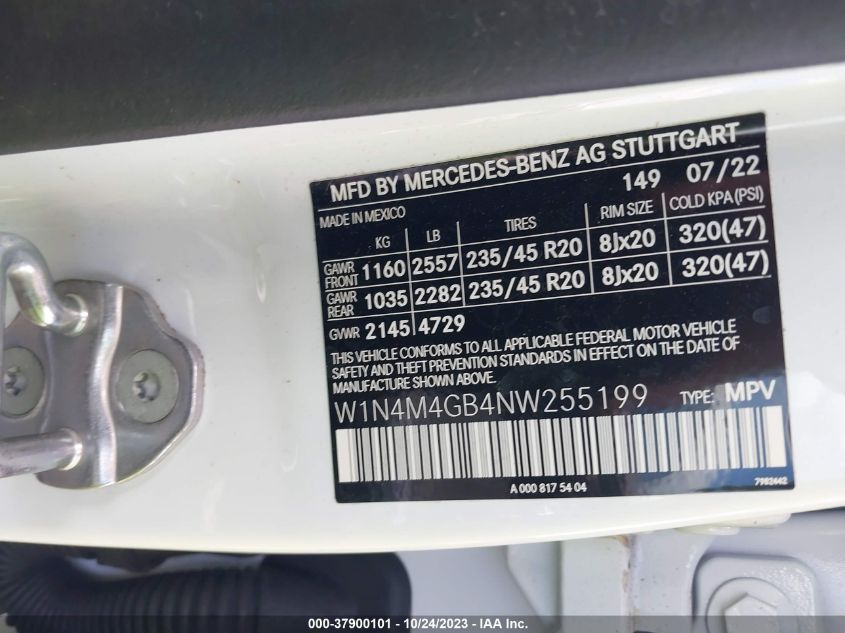 MFD BY MERCEDES-BENZ AG STUTTGART
149 07/22
MADE IN MEXICO
KG LB TIRES RIM SIZE COLD KPA (PSI)
GAWR FRONT 1160 2557 235/45 R20 8Jx20 320(47)
GAWR REAR 1035 2282 235/45 R20 8Jx20 320(47)
GVWR 2145 4729
THIS VEHICLE CONFORMS TO ALL APPLICABLE FEDERAL MOTOR VEHICLE
SAFETY AND THEFT PREVENTION STANDARDS IN EFFECT ON THE DATE OF
MANUFACTURE SHOWN ABOVE.
W1N4M4GB4NW255199 TYPE: MPV
A 000 817 54 04
7982442
000-37900101 • 10/24/2023 • IAA Inc.